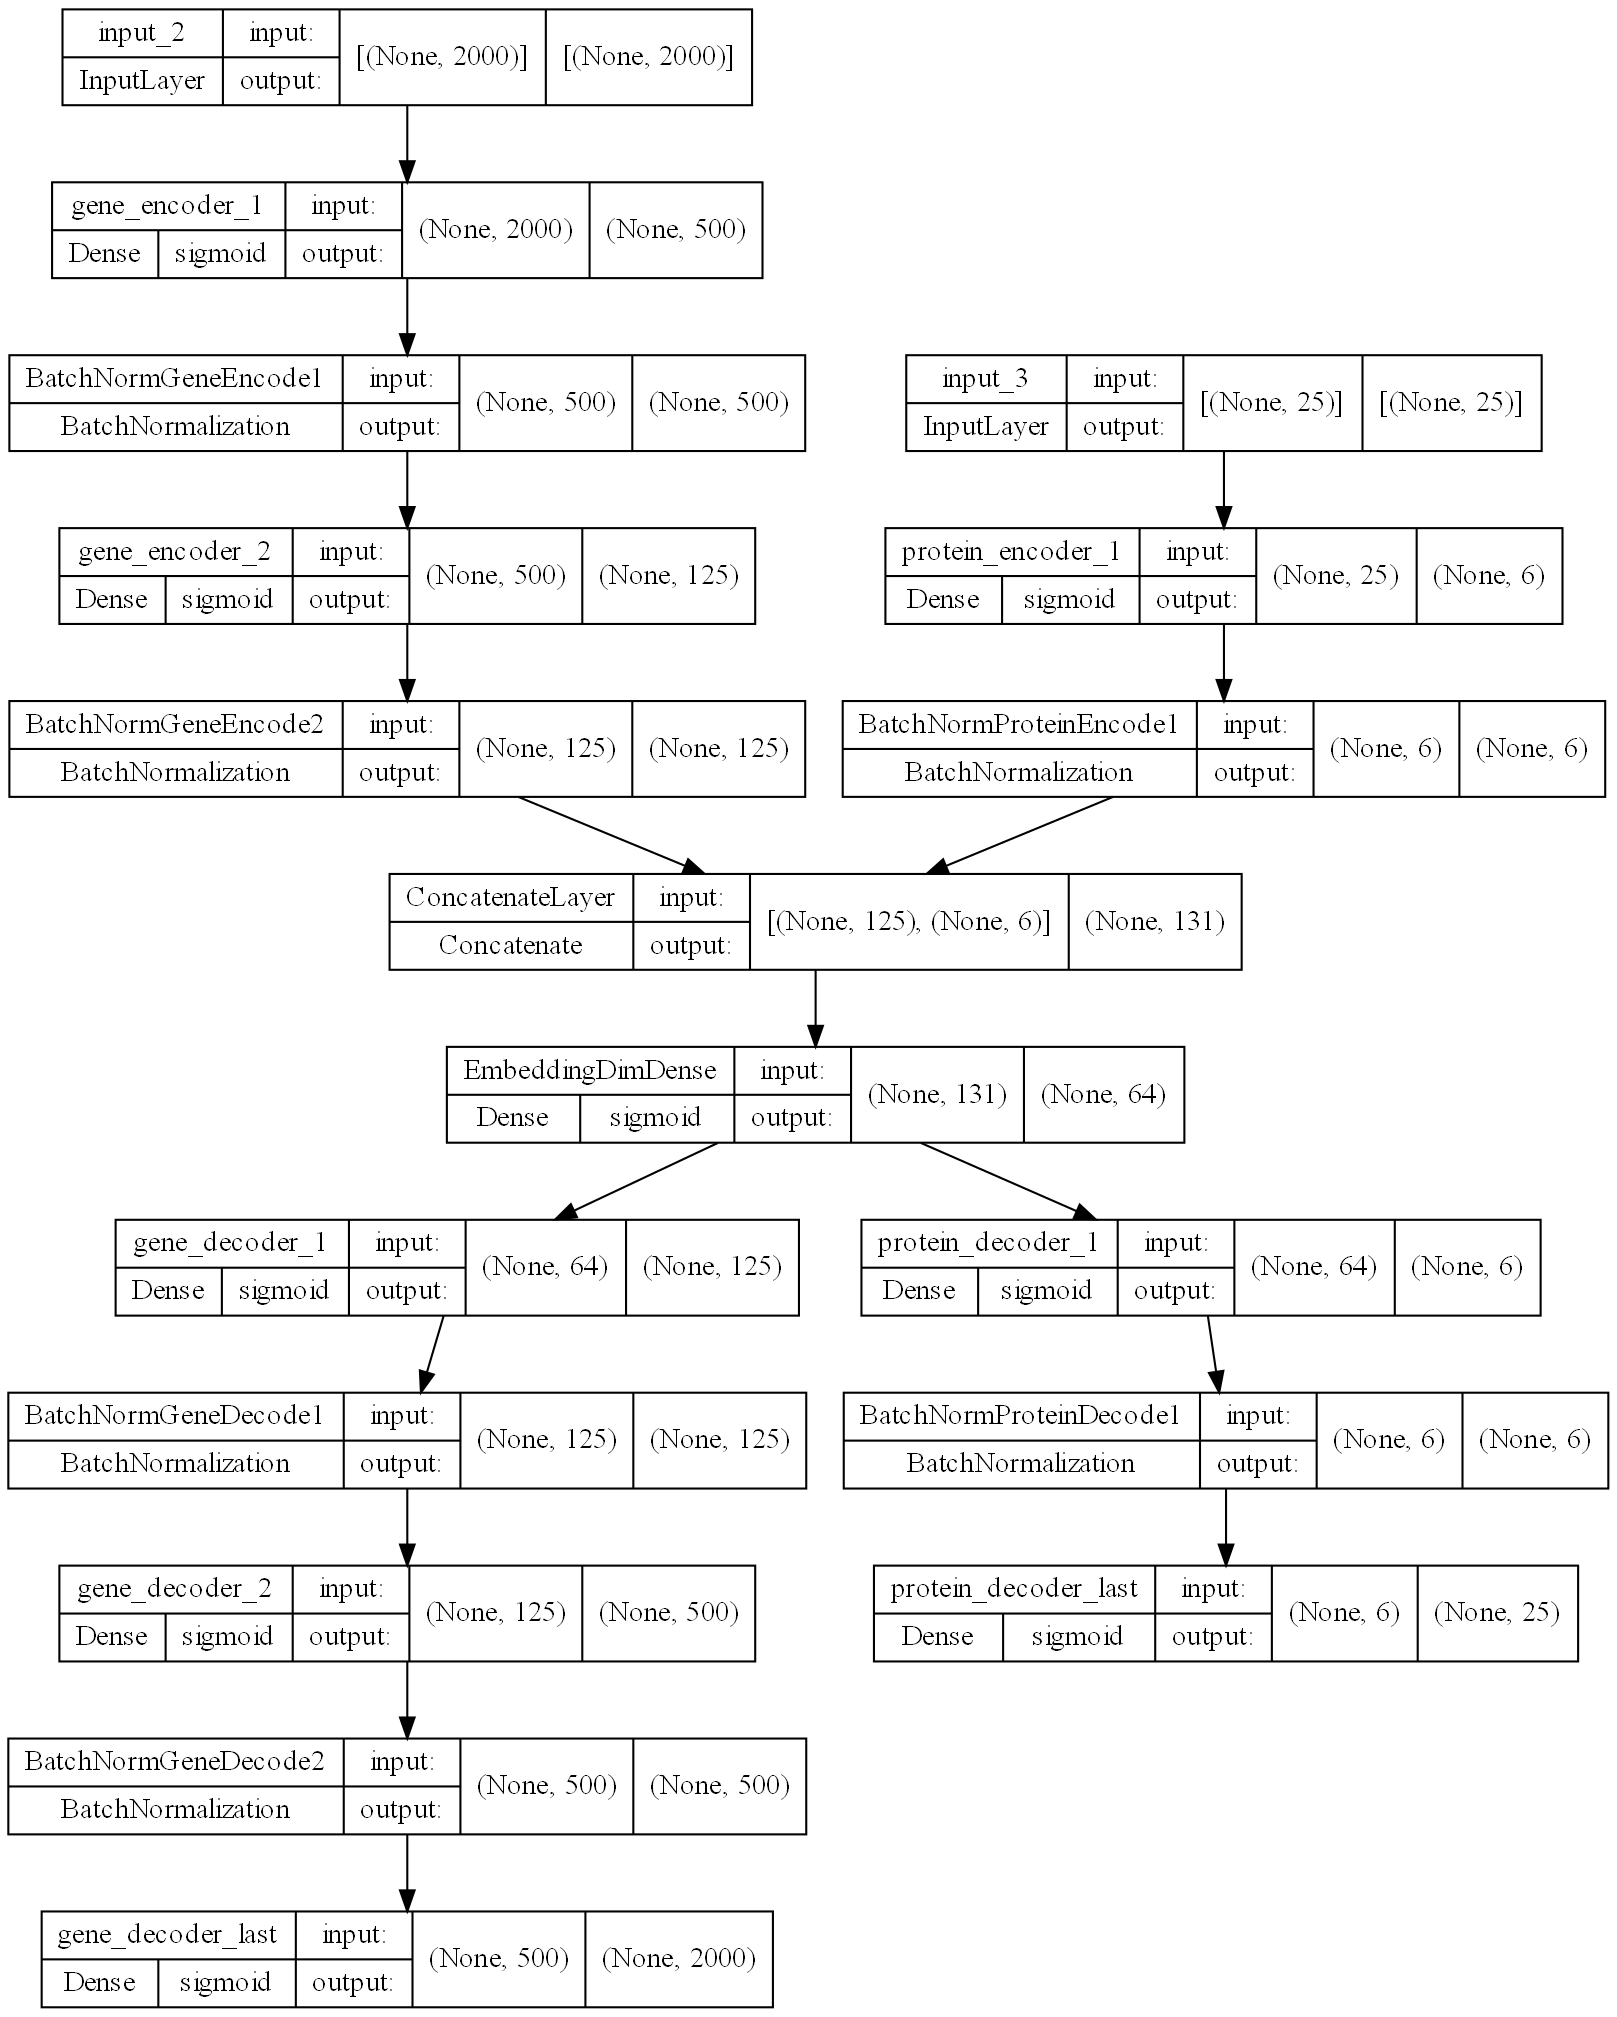 input_2 input: [(None, 2000)] [(None, 2000)]
InputLayer output:
gene_encoder_1 input: (None, 2000) (None, 500)
Dense sigmoid output:
BatchNormGeneEncode1 input: (None, 500) (None, 500)
BatchNormalization output:
input_3 input: [(None, 25)] [(None, 25)]
InputLayer output:
gene_encoder_2 input: (None, 500) (None, 125)
Dense sigmoid output:
protein_encoder_1 input: (None, 25) (None, 6)
Dense sigmoid output:
BatchNormGeneEncode2 input: (None, 125) (None, 125)
BatchNormalization output:
BatchNormProteinEncode1 input: (None, 6) (None, 6)
BatchNormalization output:
ConcatenateLayer input: [(None, 125), (None, 6)] (None, 131)
Concatenate output:
EmbeddingDimDense input: (None, 131) (None, 64)
Dense sigmoid output:
gene_decoder_1 input: (None, 64) (None, 125)
Dense sigmoid output:
protein_decoder_1 input: (None, 64) (None, 6)
Dense sigmoid output:
BatchNormGeneDecode1 input: (None, 125) (None, 125)
BatchNormalization output:
BatchNormProteinDecode1 input: (None, 6) (None, 6)
BatchNormalization output:
gene_decoder_2 input: (None, 125) (None, 500)
Dense sigmoid output:
protein_decoder_last input: (None, 6) (None, 25)
Dense sigmoid output:
BatchNormGeneDecode2 input: (None, 500) (None, 500)
BatchNormalization output:
gene_decoder_last input: (None, 500) (None, 2000)
Dense sigmoid output: